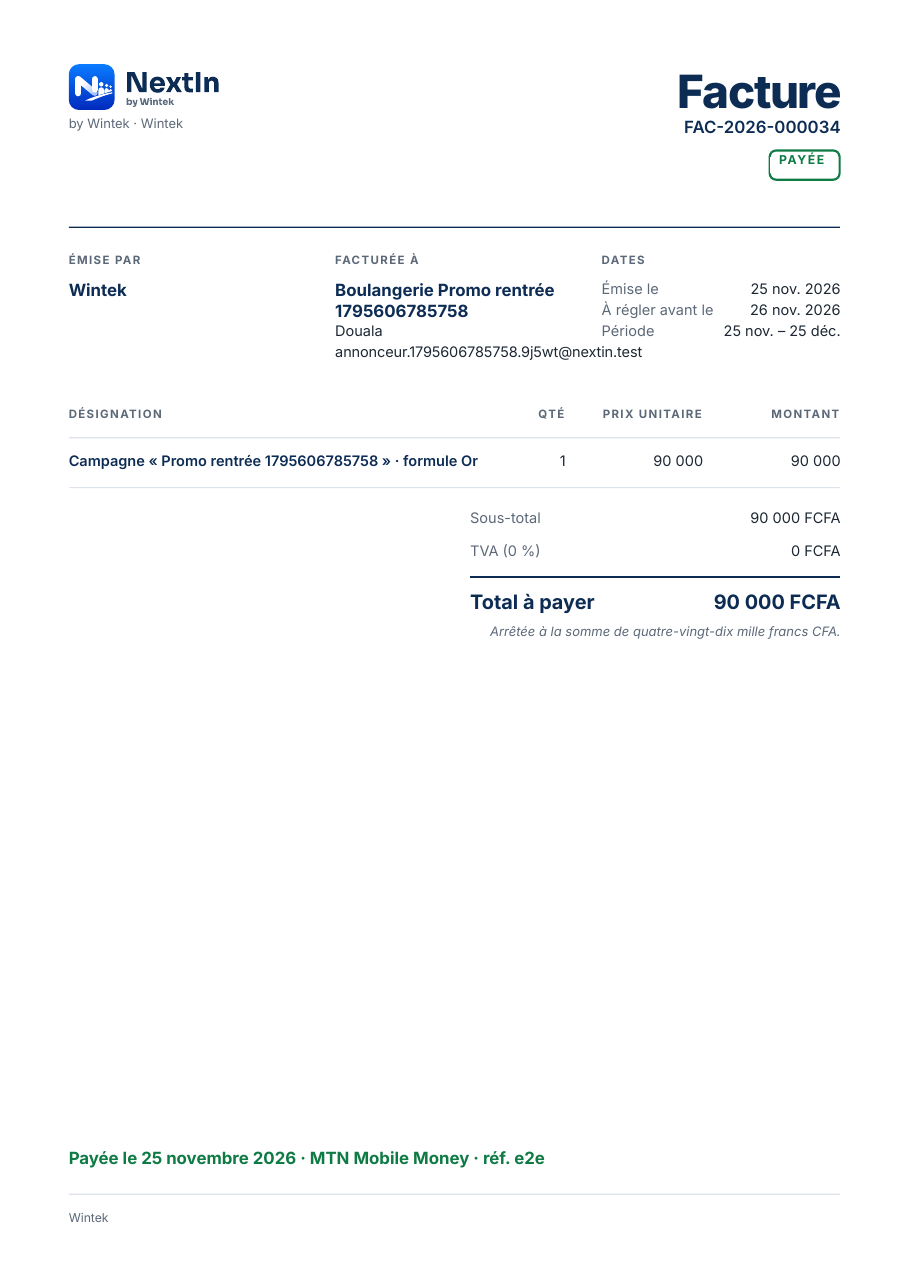 NextIn
by Wintek
by Wintek · Wintek
Facture
FAC-2026-000034
PAYÉE
ÉMISE PAR
Wintek
FACTURÉE À
Boulangerie Promo rentrée
1795606785758
Douala
annonceur.1795606785758.9j5wt@nextin.test
DATES
Émise le 25 nov. 2026
À régler avant le 26 nov. 2026
Période 25 nov. – 25 déc.
DÉSIGNATION QTÉ PRIX UNITAIRE MONTANT
Campagne « Promo rentrée 1795606785758 » · formule Or 1 90 000 90 000
Sous-total 90 000 FCFA
TVA (0 %) 0 FCFA
Total à payer 90 000 FCFA
Arrêtée à la somme de quatre-vingt-dix mille francs CFA.
Payée le 25 novembre 2026 · MTN Mobile Money · réf. e2e
Wintek